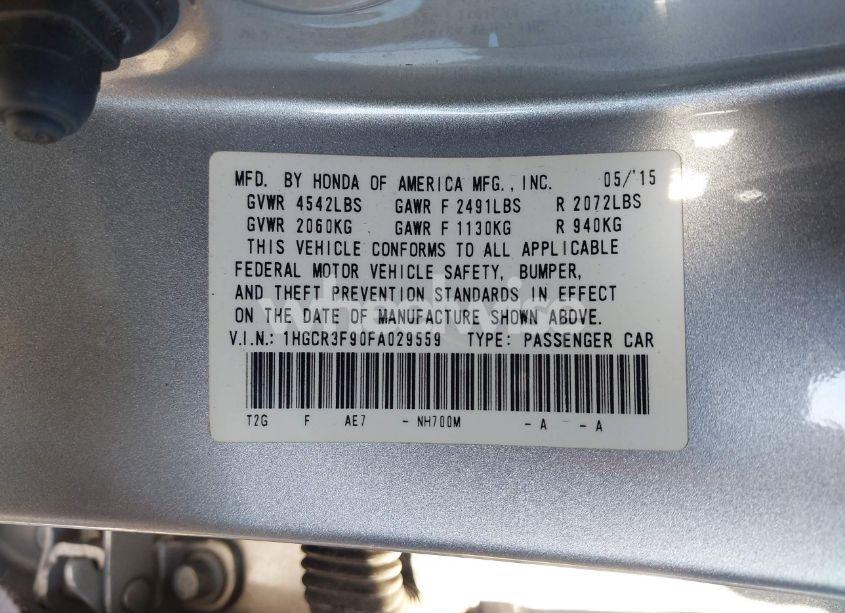 MFD. BY HONDA OF AMERICA MFG., INC. 05/'15
GVWR 4542LBS GAWR F 2491LBS R 2072LBS
GVWR 2060KG GAWR F 1130KG R 940KG
THIS VEHICLE CONFORMS TO ALL APPLICABLE
FEDERAL MOTOR VEHICLE SAFETY, BUMPER,
AND THEFT PREVENTION STANDARDS IN EFFECT
ON THE DATE OF MANUFACTURE SHOWN ABOVE.
V.I.N.: 1HGCR3F90FA029559 TYPE: PASSENGER CAR
T2G F AE7 - NH700M - A - A